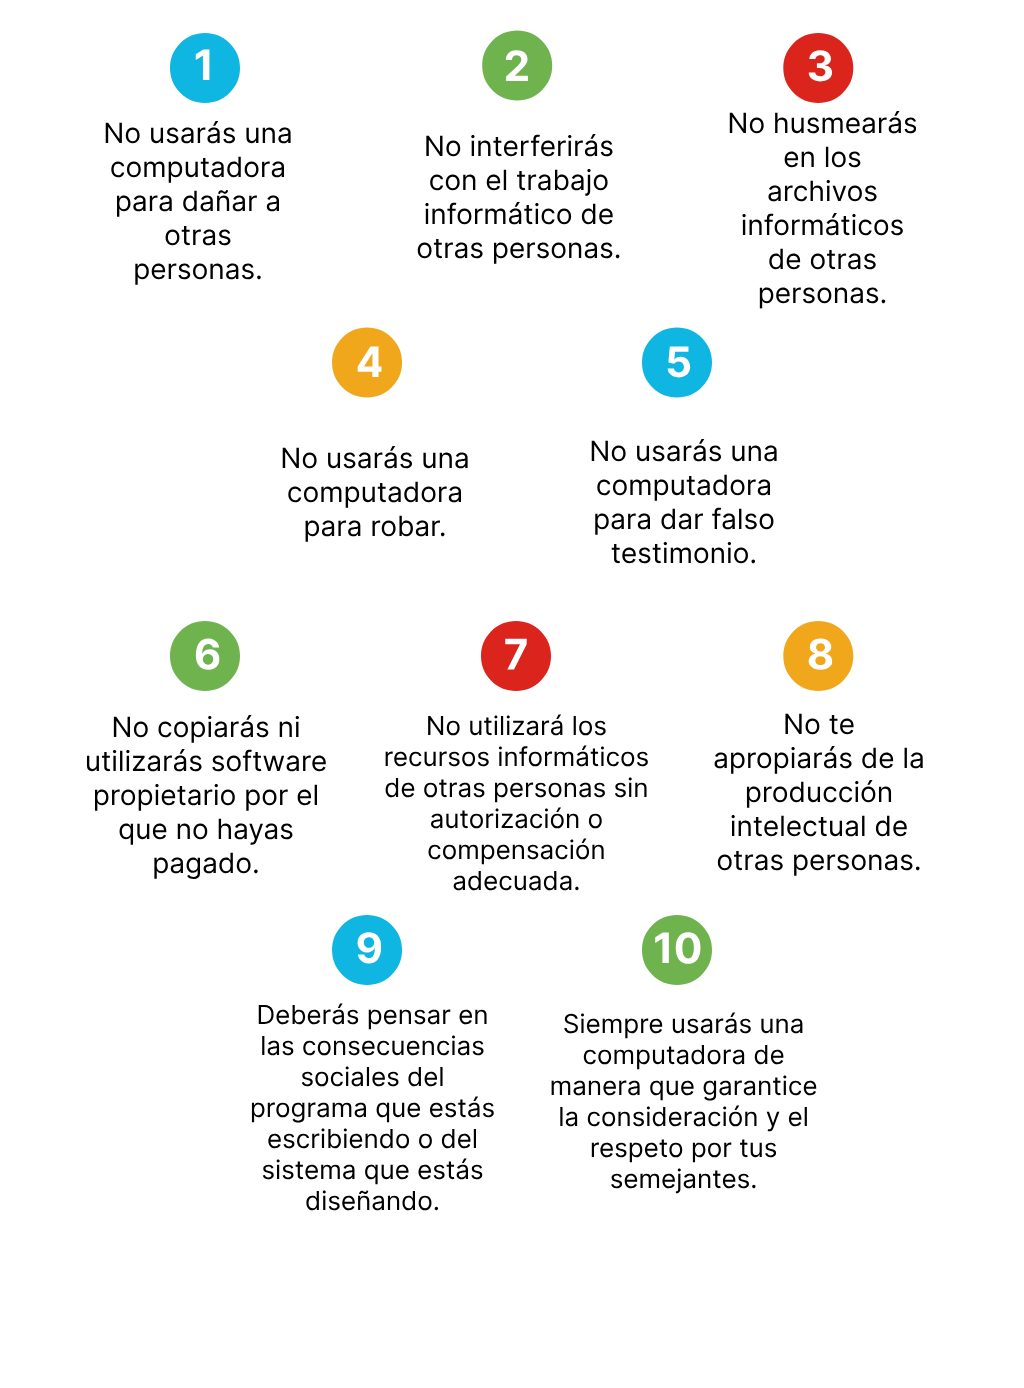 1
No usarás una
computadora
para dañar a
otras
personas.
2
No interferirás
con el trabajo
informático de
otras personas.
3
No husmearás
en los
archivos
informáticos
de otras
personas.
4
No usarás una
computadora
para robar.
5
No usarás una
computadora
para dar falso
testimonio.
6
No copiarás ni
utilizarás software
propietario por el
que no hayas
pagado.
7
No utilizará los
recursos informáticos
de otras personas sin
autorización o
compensación
adecuada.
8
No te
apropiarás de la
producción
intelectual de
otras personas.
9
Deberás pensar en
las consecuencias
sociales del
programa que estás
escribiendo o del
sistema que estás
diseñando.
10
Siempre usarás una
computadora de
manera que garantice
la consideración y el
respeto por tus
semejantes.